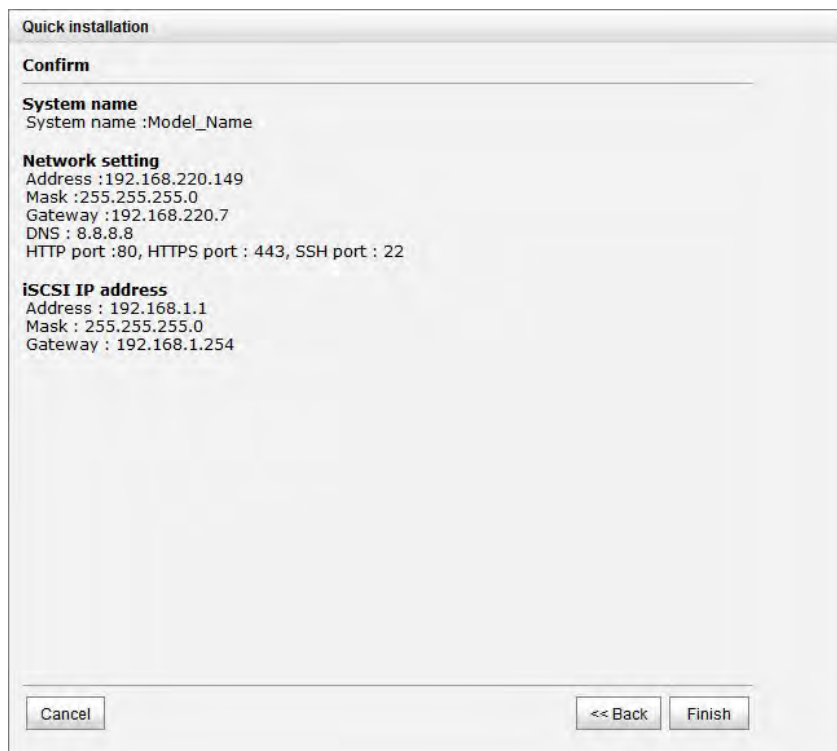 Quick installation
Confirm
System name
System name :Model_Name
Network setting
Address :192.168.220.149
Mask :255.255.255.0
Gateway :192.168.220.7
DNS : 8.8.8.8
HTTP port :80, HTTPS port : 443, SSH port : 22
iSCSI IP address
Address : 192.168.1.1
Mask : 255.255.255.0
Gateway : 192.168.1.254
Cancel
<< Back
Finish